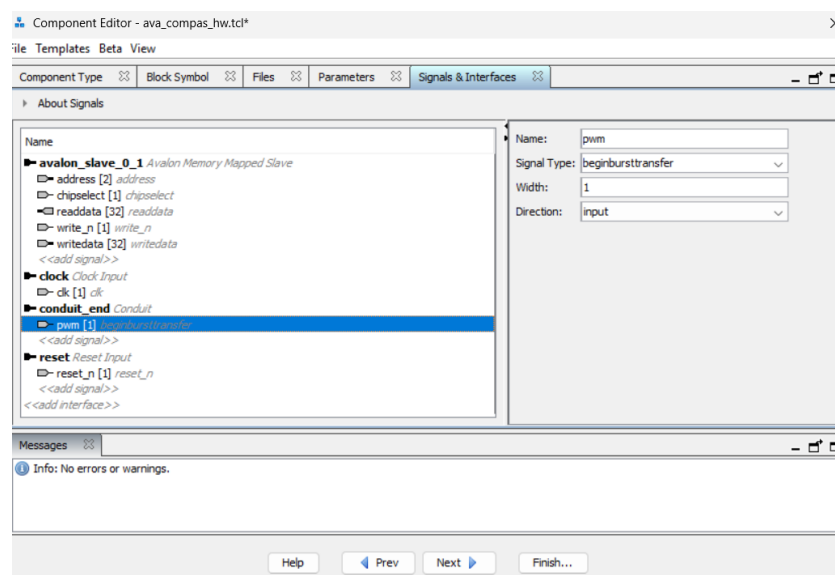 Component Editor - ava_compas_hw.tcl*
File Templates Beta View
Component Type Block Symbol Files Parameters Signals & Interfaces
About Signals
Name
avalon_slave_0_1 Avalon Memory Mapped Slave
address [2] address
chipselect [1] chipselect
readdata [32] readdata
write_n [1] write_n
writedata [32] writedata
<<add signal>>
clock Clock Input
clk [1] clk
conduit_end Conduit
pwm [1] beginbursttransfer
<<add signal>>
reset Reset Input
reset_n [1] reset_n
<<add signal>>
<<add interface>>
Name: pwm
Signal Type: beginbursttransfer
Width: 1
Direction: input
Messages
Info: No errors or warnings.
Help Prev Next Finish...